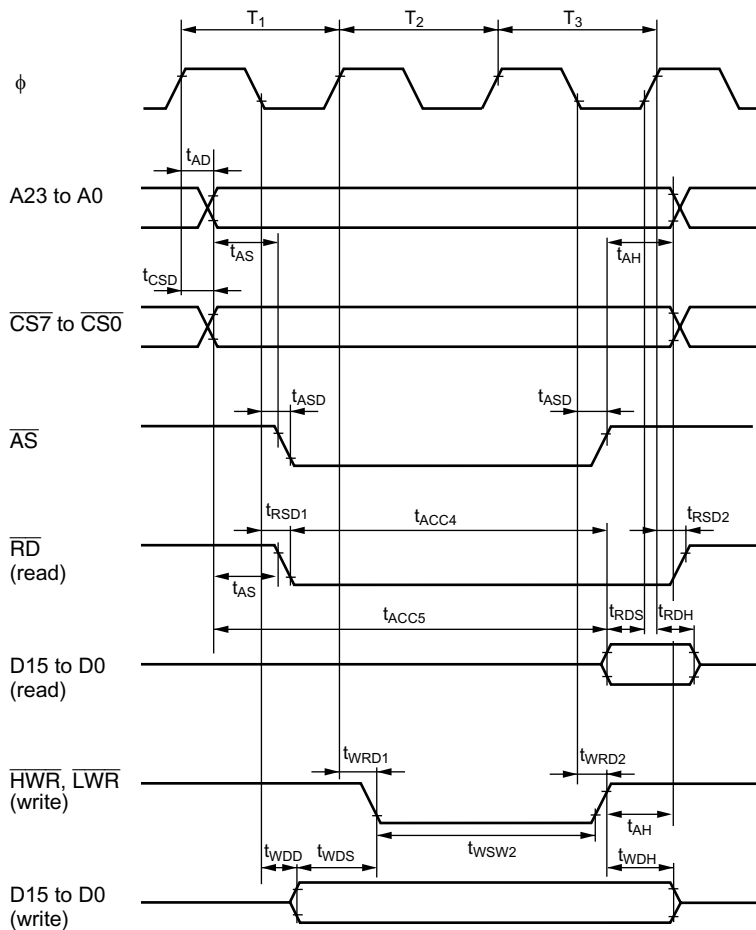 T1 T2 T3
ϕ
tAD
A23 to A0
tAS tAH
tCSD
CS7 to CS0
tASD tASD
AS
tRSD1 tACC4 tRSD2
RD
(read)
tAS
tACC5 tRDS tRDH
D15 to D0
(read)
tWRD1 tWRD2
HWR, LWR
(write)
tAH
tWSW2
tWDD tWDS tWDH
D15 to D0
(write)